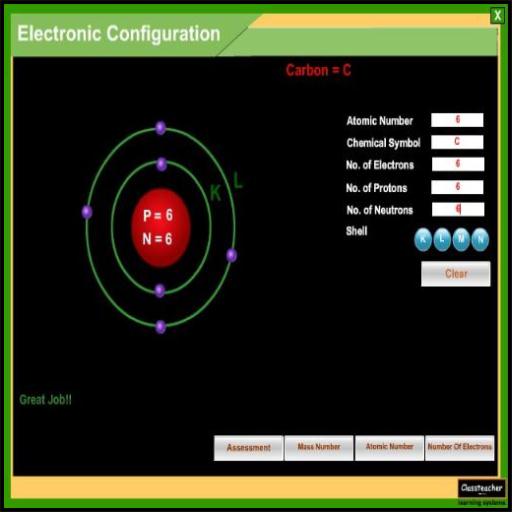 X
Electronic Configuration
Carbon = C
Atomic Number 6
Chemical Symbol C
No. of Electrons 6
No. of Protons 6
No. of Neutrons 6
Shell K L M N
Clear
K L
P = 6
N = 6
Great Job!!
Assessment Mass Number Atomic Number Number Of Electrons
Classteacher
learning systems